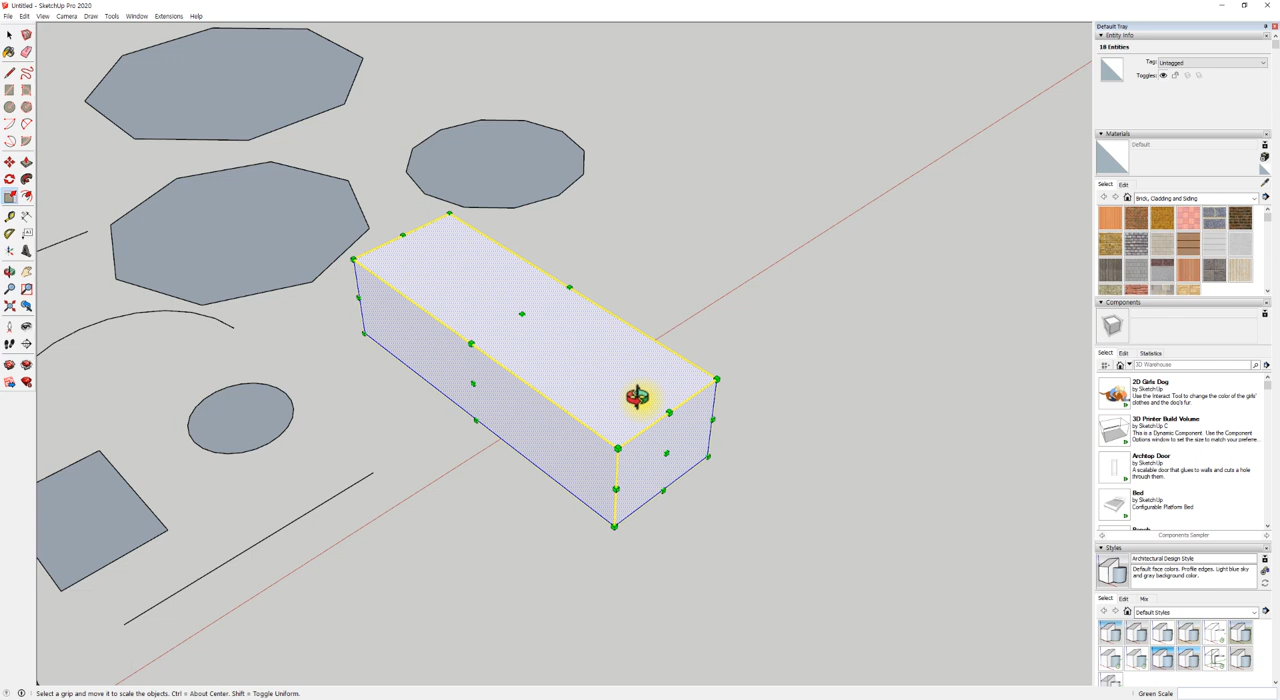 Untitled - SketchUp Pro 2020
File Edit View Camera Draw Tools Window Extensions Help
Default Tray
Entity Info
18 Entities
Tag: Untagged
Toggles:
Materials
Default
Select Edit
Brick, Cladding and Siding
Components
Select Edit Statistics
3D Warehouse
2D Girls Dog
by SketchUp
Use the Interact Tool to change the color of the girls'
clothes and the dog's fur.
3D Printer Build Volume
by SketchUp C
This is a Dynamic Component. Use the Component
Options window to set the size to match your preferre...
Archtop Door
by SketchUp
A scalable door that glues to walls and cuts a hole
through them.
Bed
by SketchUp
Configurable Platform Bed
Components Sampler
Styles
Architectural Design Style
Default face colors. Profile edges. Light blue sky
and gray background color.
Select Edit Mix
Default Styles
Select a grip and move it to scale the objects. Ctrl = About Center. Shift = Toggle Uniform.
Green Scale